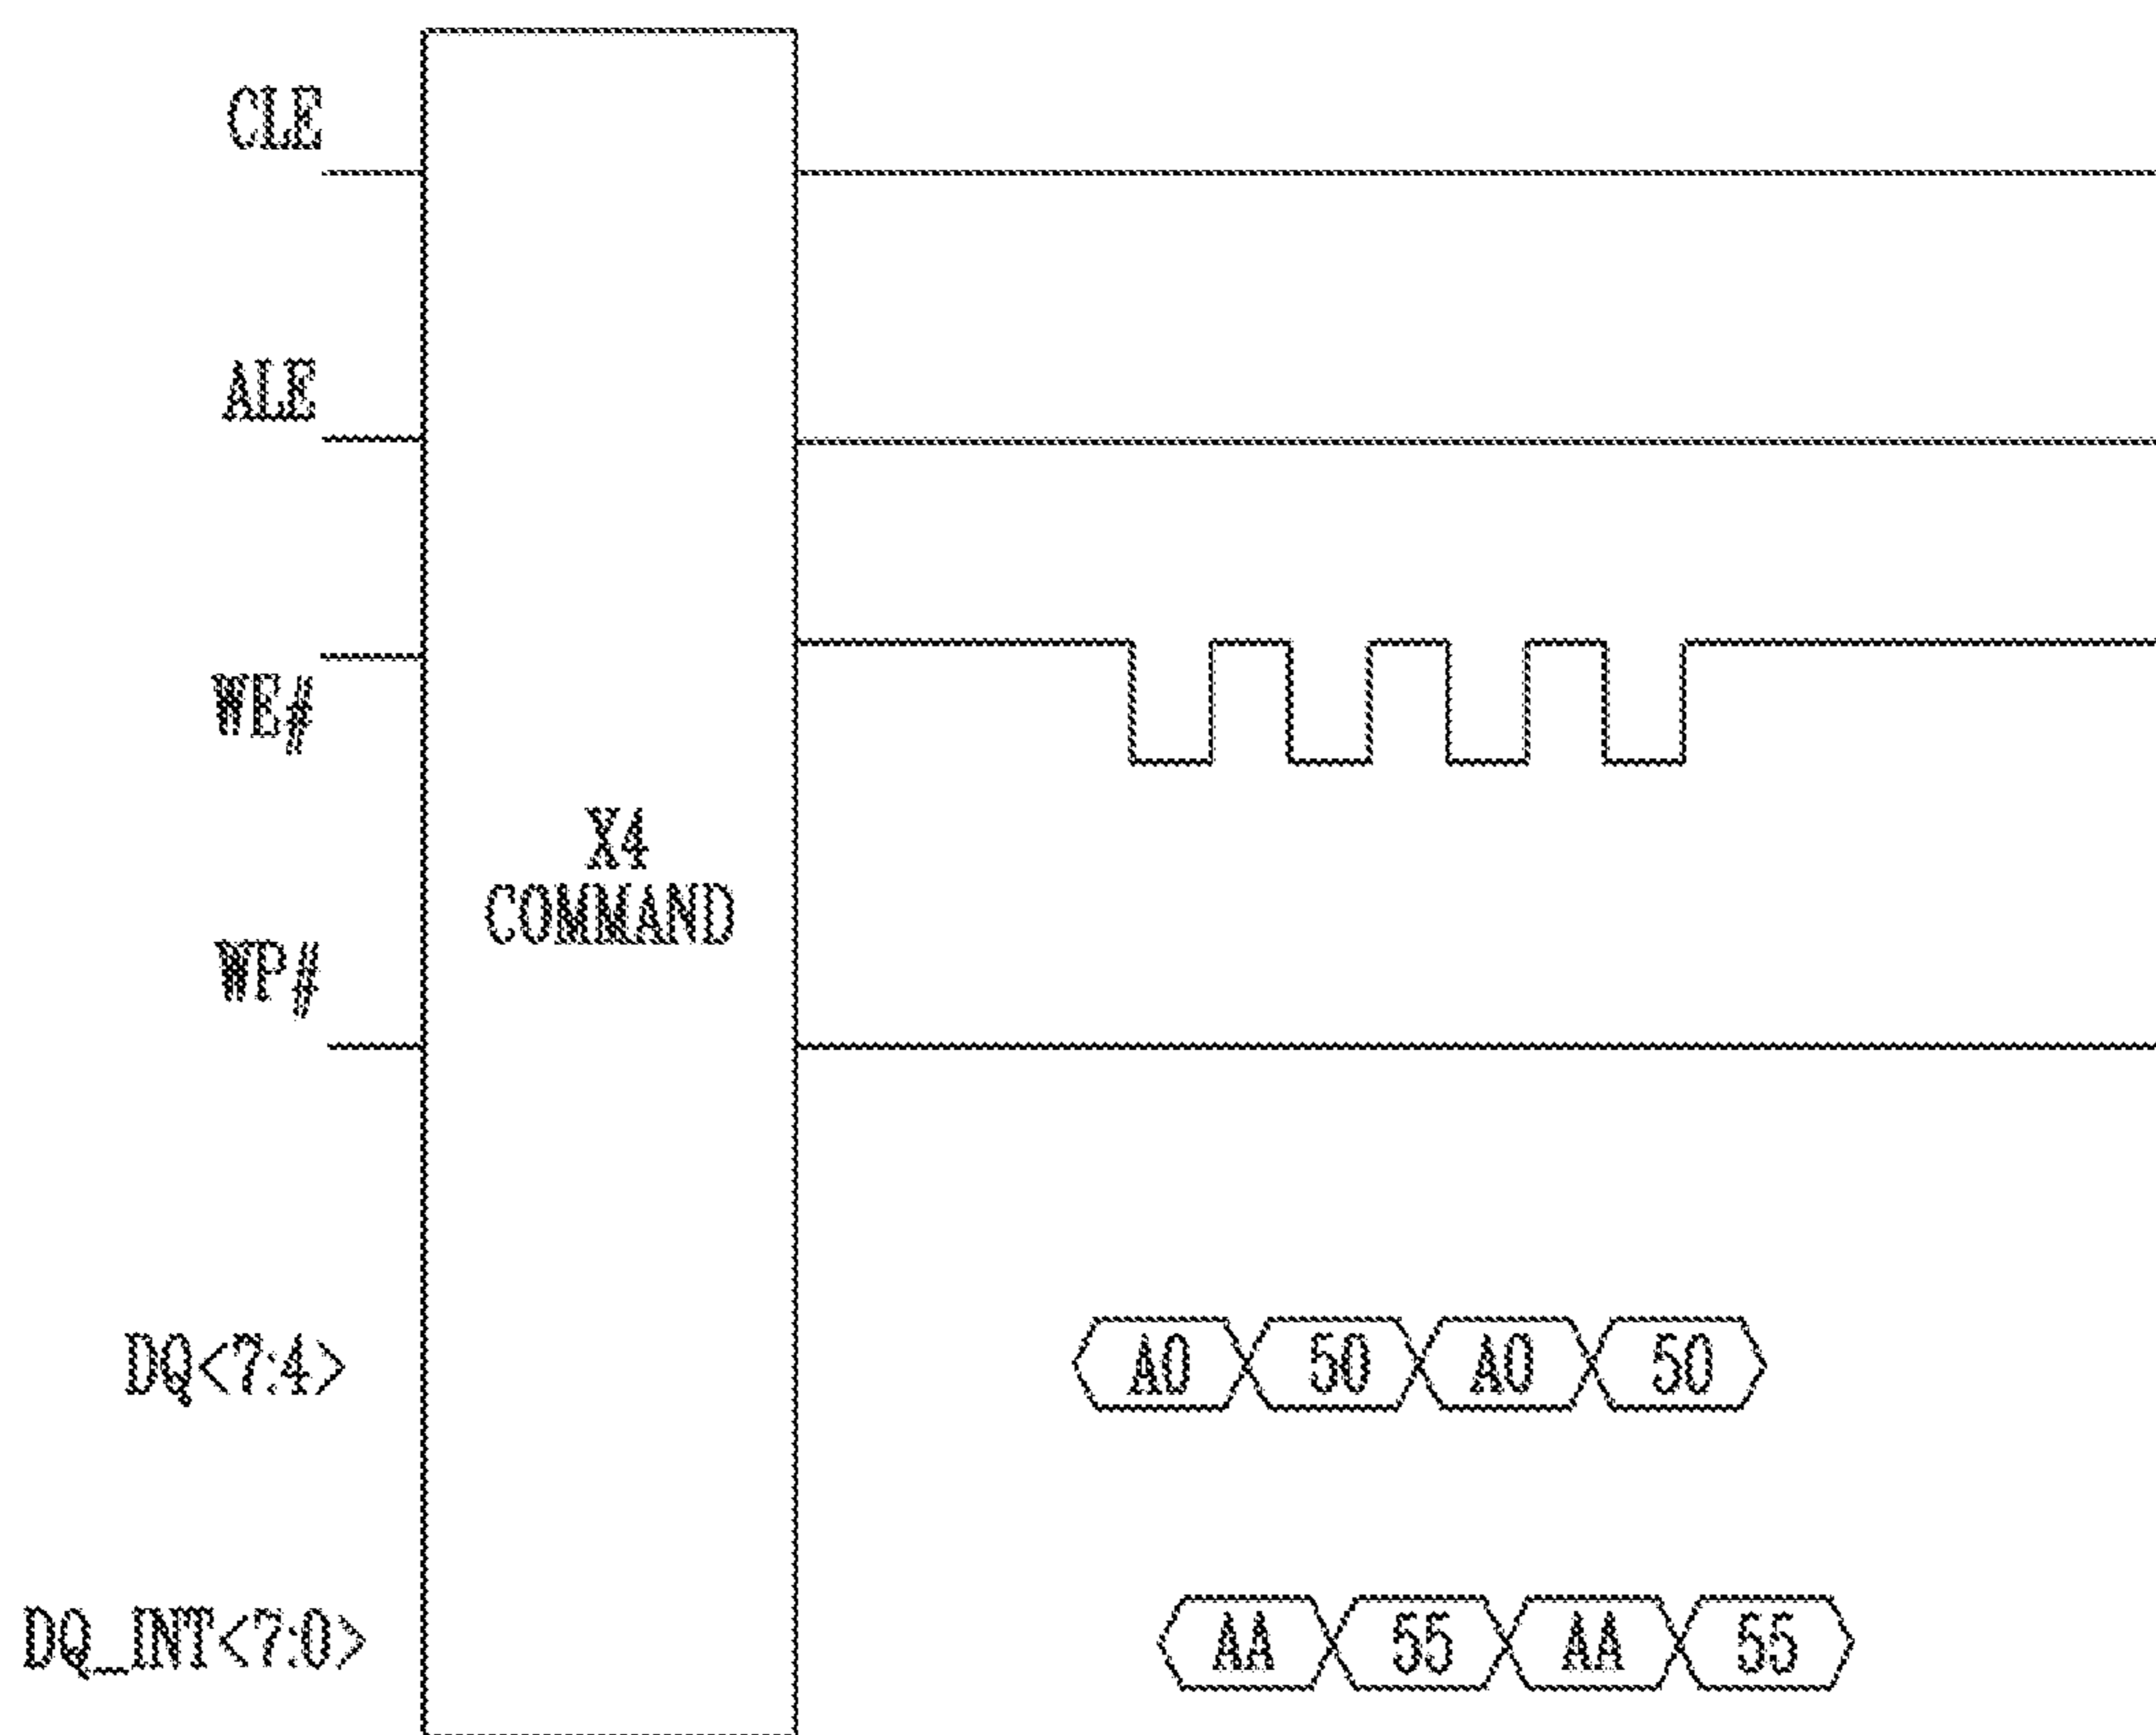 CLE
ALE
WE#
X4
COMMAND
WP#
DQ<7:4>
A0 50 A0 50
DQ_INT<7:0>
AA 55 AA 55